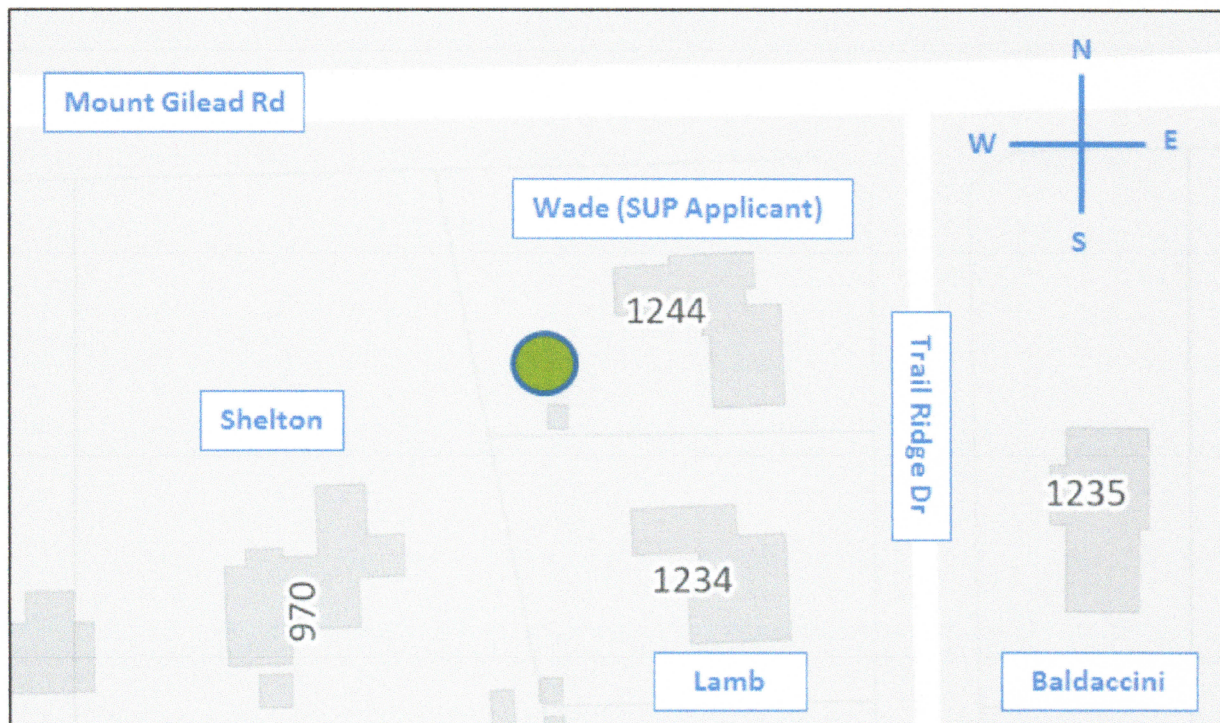 N
Mount Gilead Rd
W
E
Wade (SUP Applicant)
S
1244
Trail Ridge Dr
Shelton
1235
1234
970
Lamb
Baldaccini